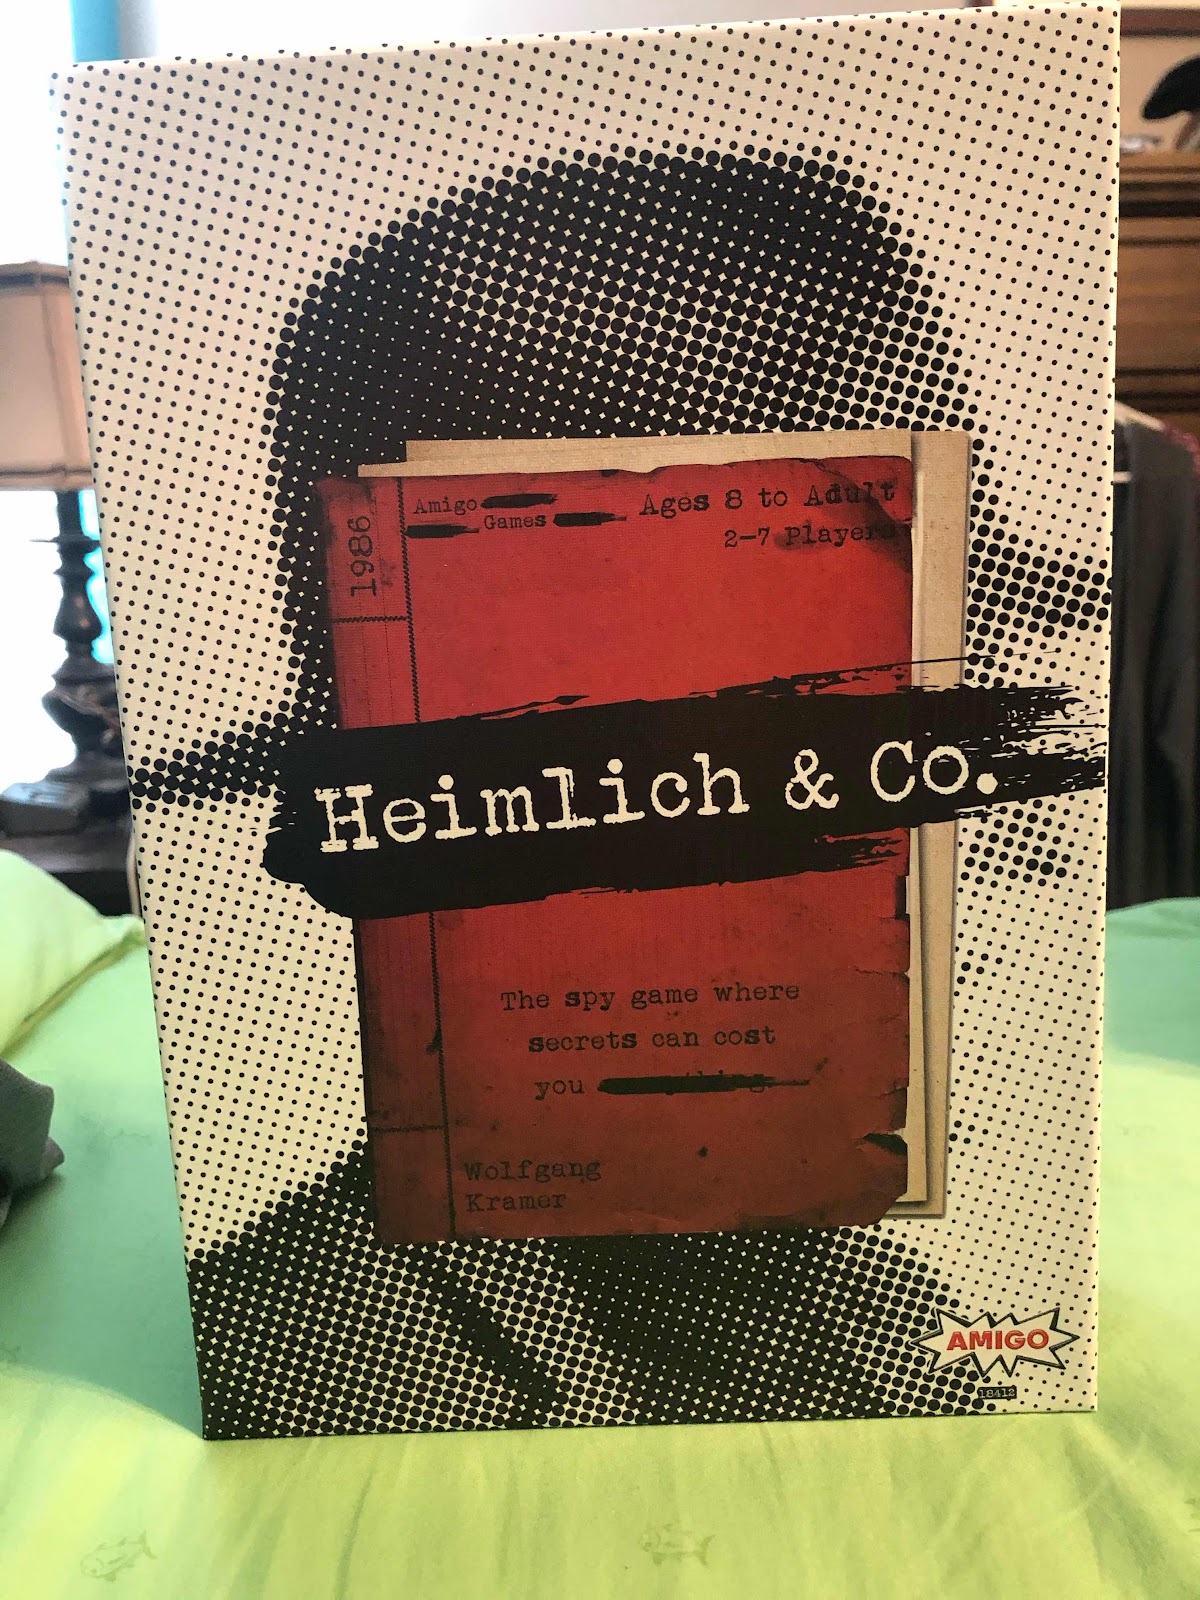 1986
Amigo
Games
Ages 8 to Adult
2-7 Players
Heimlich & Co.
The spy game where
secrets can cost
you
Wolfgang
Kramer
AMIGO
18412